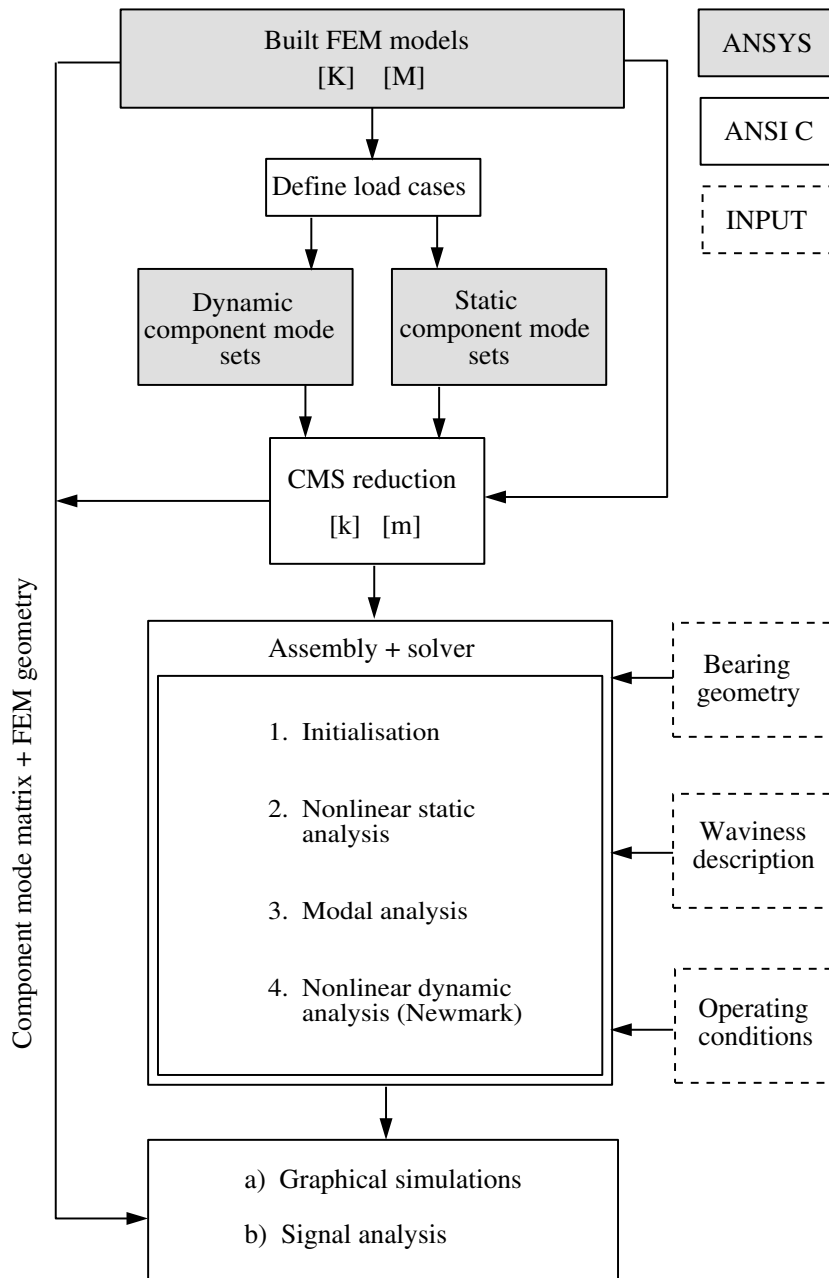 Built FEM models
[K] [M]
ANSYS
ANSI C
INPUT
Define load cases
Dynamic
component mode
sets
Static
component mode
sets
CMS reduction
[k] [m]
Component mode matrix + FEM geometry
Assembly + solver
1. Initialisation
2. Nonlinear static
analysis
3. Modal analysis
4. Nonlinear dynamic
analysis (Newmark)
Bearing
geometry
Waviness
description
Operating
conditions
a) Graphical simulations
b) Signal analysis